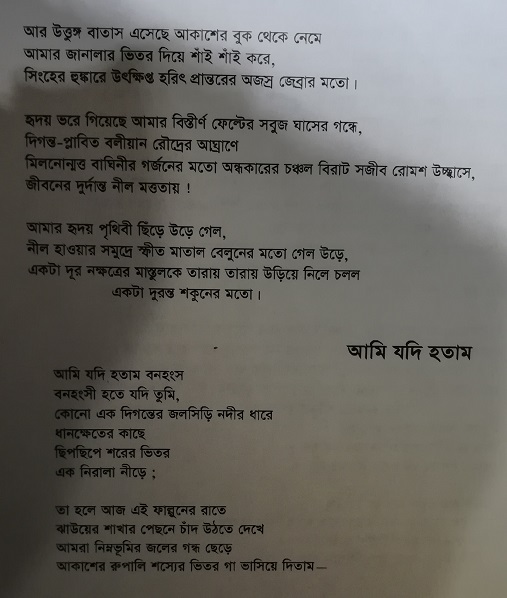 আর উত্তুঙ্গ বাতাস এসেছে আকাশের বুক থেকে নেমে
আমার জানালার ভিতর দিয়ে শাঁই শাঁই করে,
সিংহের হুঙ্কারে উৎক্ষিপ্ত হরিৎ প্রান্তরের অজস্র জেব্রার মতো।
হৃদয় ভরে গিয়েছে আমার বিস্তীর্ণ ফেল্টের সবুজ ঘাসের গন্ধে,
দিগন্ত-প্লাবিত বলীয়ান রৌদ্রের আঘ্রাণে
মিলনোন্মত্ত বাঘিনীর গর্জনের মতো অন্ধকারের চঞ্চল বিরাট সজীব রোমশ উচ্ছ্বাসে,
জীবনের দুর্দান্ত নীল মত্ততায় !
আমার হৃদয় পৃথিবী ছিঁড়ে উড়ে গেল,
নীল হাওয়ার সমুদ্রে স্ফীত মাতাল বেলুনের মতো গেল উড়ে,
একটা দূর নক্ষত্রের মাস্তুলকে তারায় তারায় উড়িয়ে নিলে চলল
একটা দুরন্ত শকুনের মতো।
আমি যদি হতাম
আমি যদি হতাম বনহংস
বনহংসী হতে যদি তুমি,
কোনো এক দিগন্তের জলসিড়ি নদীর ধারে
ধানক্ষেতের কাছে
ছিপছিপে শরের ভিতর
এক নিরালা নীড়ে ;
তা হলে আজ এই ফাল্গুনের রাতে
ঝাউয়ের শাখার পেছনে চাঁদ উঠতে দেখে
আমরা নিম্নভূমির জলের গন্ধ ছেড়ে
আকাশের রুপালি শস্যের ভিতর গা ভাসিয়ে দিতাম—